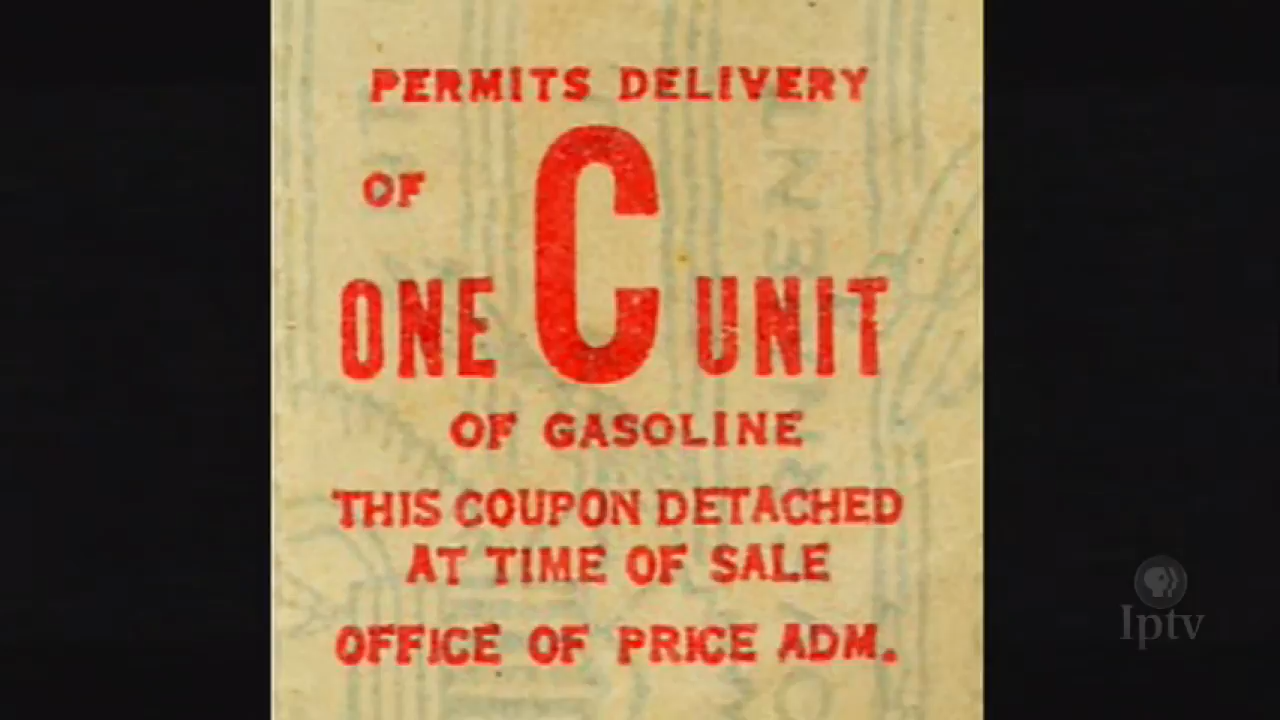 PERMITS DELIVERY
OF
ONE C UNIT
OF GASOLINE
THIS COUPON DETACHED
AT TIME OF SALE
OFFICE OF PRICE ADM.
Iptv